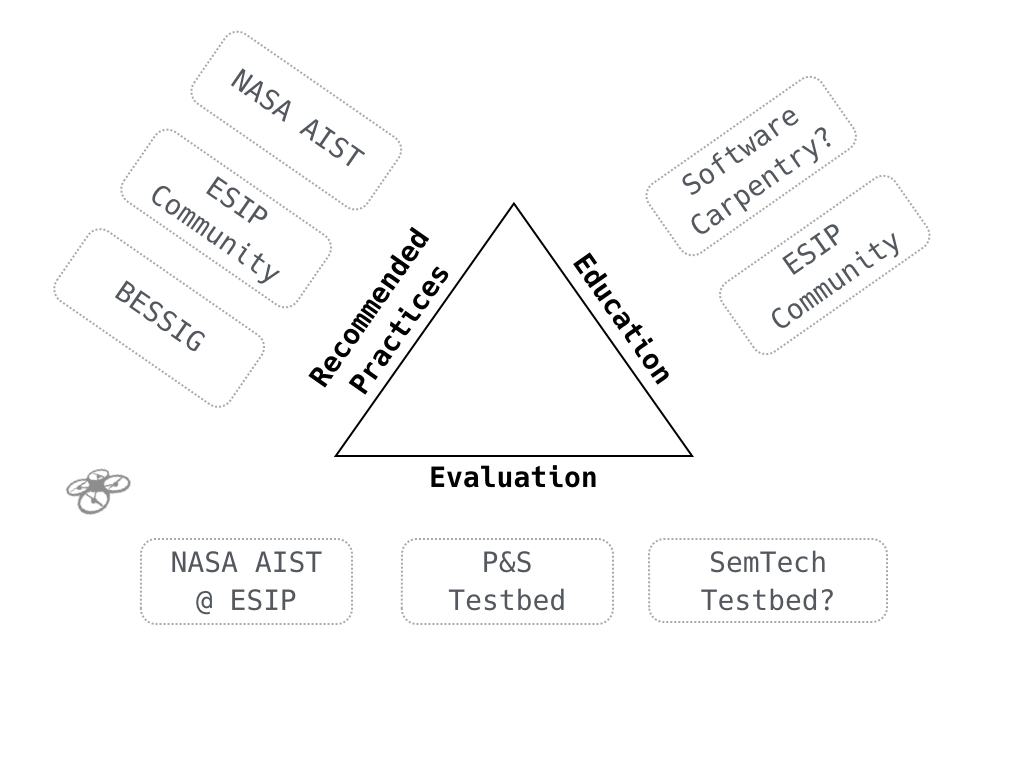 NASA AIST
ESIP
Community
BESSIG
Recommended
Practices
Education
Software
Carpentry?
ESIP
Community
Evaluation
NASA AIST
@ ESIP
P&S
Testbed
SemTech
Testbed?